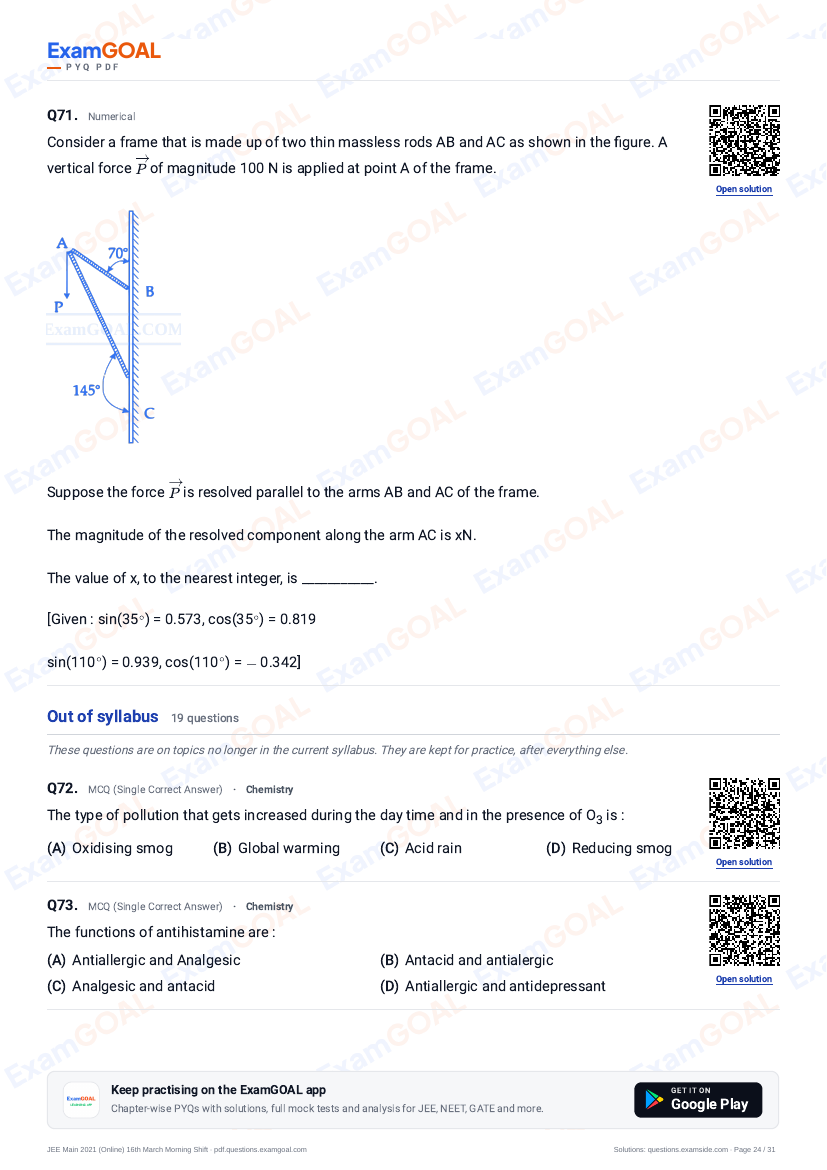 ExamGOAL
PYQ PDF
Q71. Numerical
Consider a frame that is made up of two thin massless rods AB and AC as shown in the figure. A
vertical force P⃗ of magnitude 100 N is applied at point A of the frame.
Open solution
A
70°
B
P
ExamGOAL.COM
145°
C
Suppose the force P⃗ is resolved parallel to the arms AB and AC of the frame.
The magnitude of the resolved component along the arm AC is xN.
The value of x, to the nearest integer, is ___________.
[Given : sin(35°) = 0.573, cos(35°) = 0.819
sin(110°) = 0.939, cos(110°) = − 0.342]
Out of syllabus 19 questions
These questions are on topics no longer in the current syllabus. They are kept for practice, after everything else.
Q72. MCQ (Single Correct Answer) · Chemistry
The type of pollution that gets increased during the day time and in the presence of O₃ is :
(A) Oxidising smog (B) Global warming (C) Acid rain (D) Reducing smog
Open solution
Q73. MCQ (Single Correct Answer) · Chemistry
The functions of antihistamine are :
(A) Antiallergic and Analgesic (B) Antacid and antialergic
(C) Analgesic and antacid (D) Antiallergic and antidepressant
Open solution
Keep practising on the ExamGOAL app
Chapter-wise PYQs with solutions, full mock tests and analysis for JEE, NEET, GATE and more.
GET IT ON
Google Play
JEE Main 2021 (Online) 16th March Morning Shift · pdf.questions.examgoal.com Solutions: questions.examside.com · Page 24 / 31